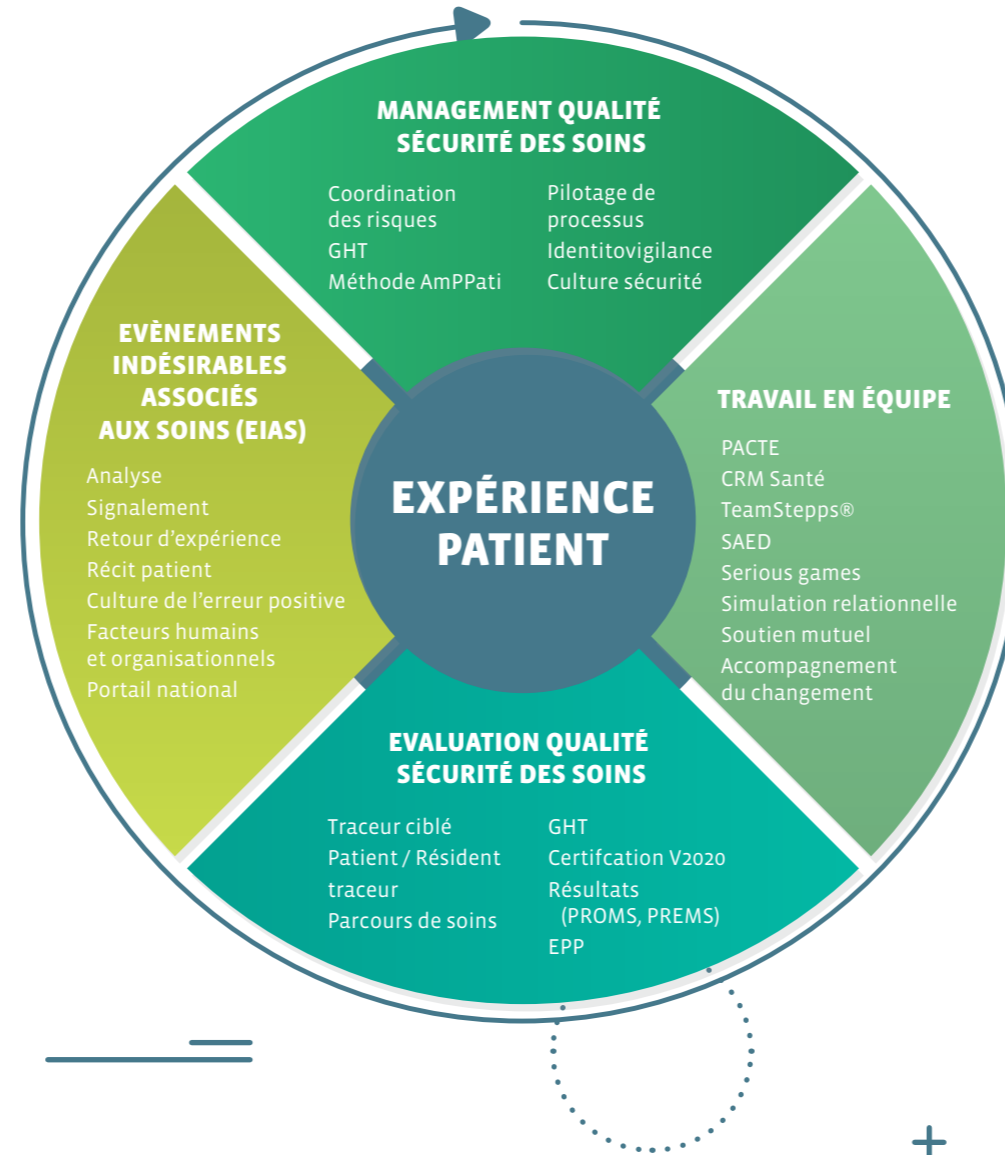 MANAGEMENT QUALITÉ
SÉCURITÉ DES SOINS
Coordination
des risques
GHT
Méthode AmPPati
Pilotage de
processus
Identitovigilance
Culture sécurité
EVÈNEMENTS
INDÉSIRABLES
ASSOCIÉS
AUX SOINS (EIAS)
Analyse
Signalement
Retour d'expérience
Récit patient
Culture de l'erreur positive
Facteurs humains
et organisationnels
Portail national
EXPÉRIENCE
PATIENT
TRAVAIL EN ÉQUIPE
PACTE
CRM Santé
TeamStepps®
SAED
Serious games
Simulation relationnelle
Soutien mutuel
Accompagnement
du changement
EVALUATION QUALITÉ
SÉCURITÉ DES SOINS
Traceur ciblé
Patient / Résident
traceur
Parcours de soins
GHT
Certifcation V2020
Résultats
(PROMS, PREMS)
EPP